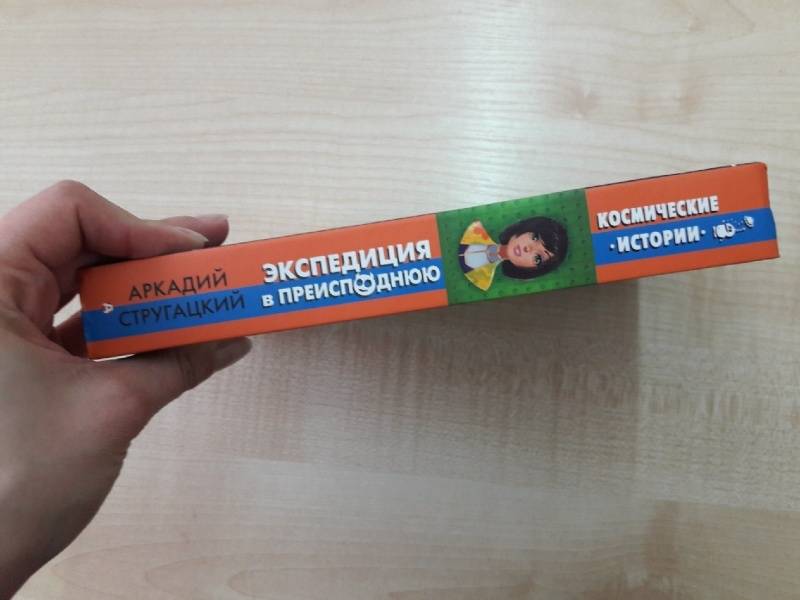 АРКАДИЙ
СТРУГАЦКИЙ
ЭКСПЕДИЦИЯ
В ПРЕИСПОДНЮЮ
КОСМИЧЕСКИЕ
·ИСТОРИИ·